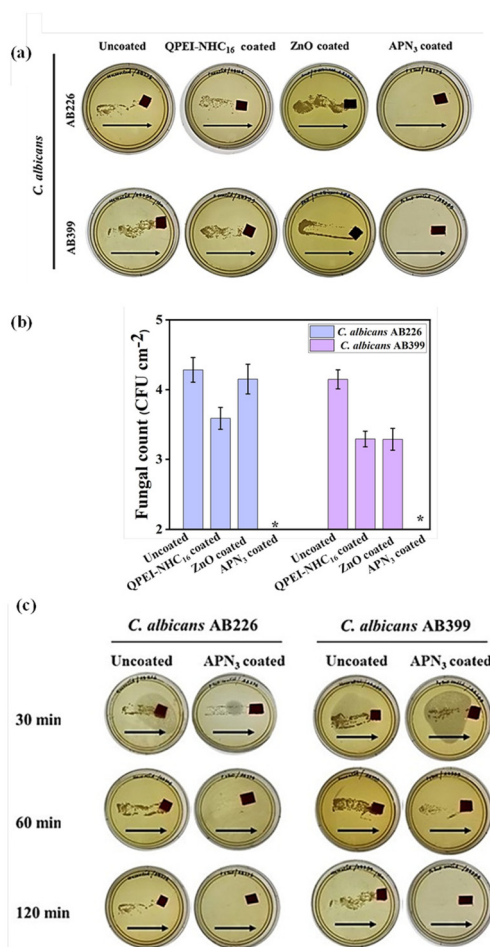 (a)
Uncoated QPEI-NHC₁₆ coated ZnO coated APN₃ coated
C. albicans
AB226
AB399
(b)
Fungal count (CFU cm⁻²)
5
4
3
2
C. albicans AB226
C. albicans AB399
* *
Uncoated QPEI-NHC₁₆ coated ZnO coated APN₃ coated Uncoated QPEI-NHC₁₆ coated ZnO coated APN₃ coated
(c)
C. albicans AB226 C. albicans AB399
Uncoated APN₃ coated Uncoated APN₃ coated
30 min
60 min
120 min